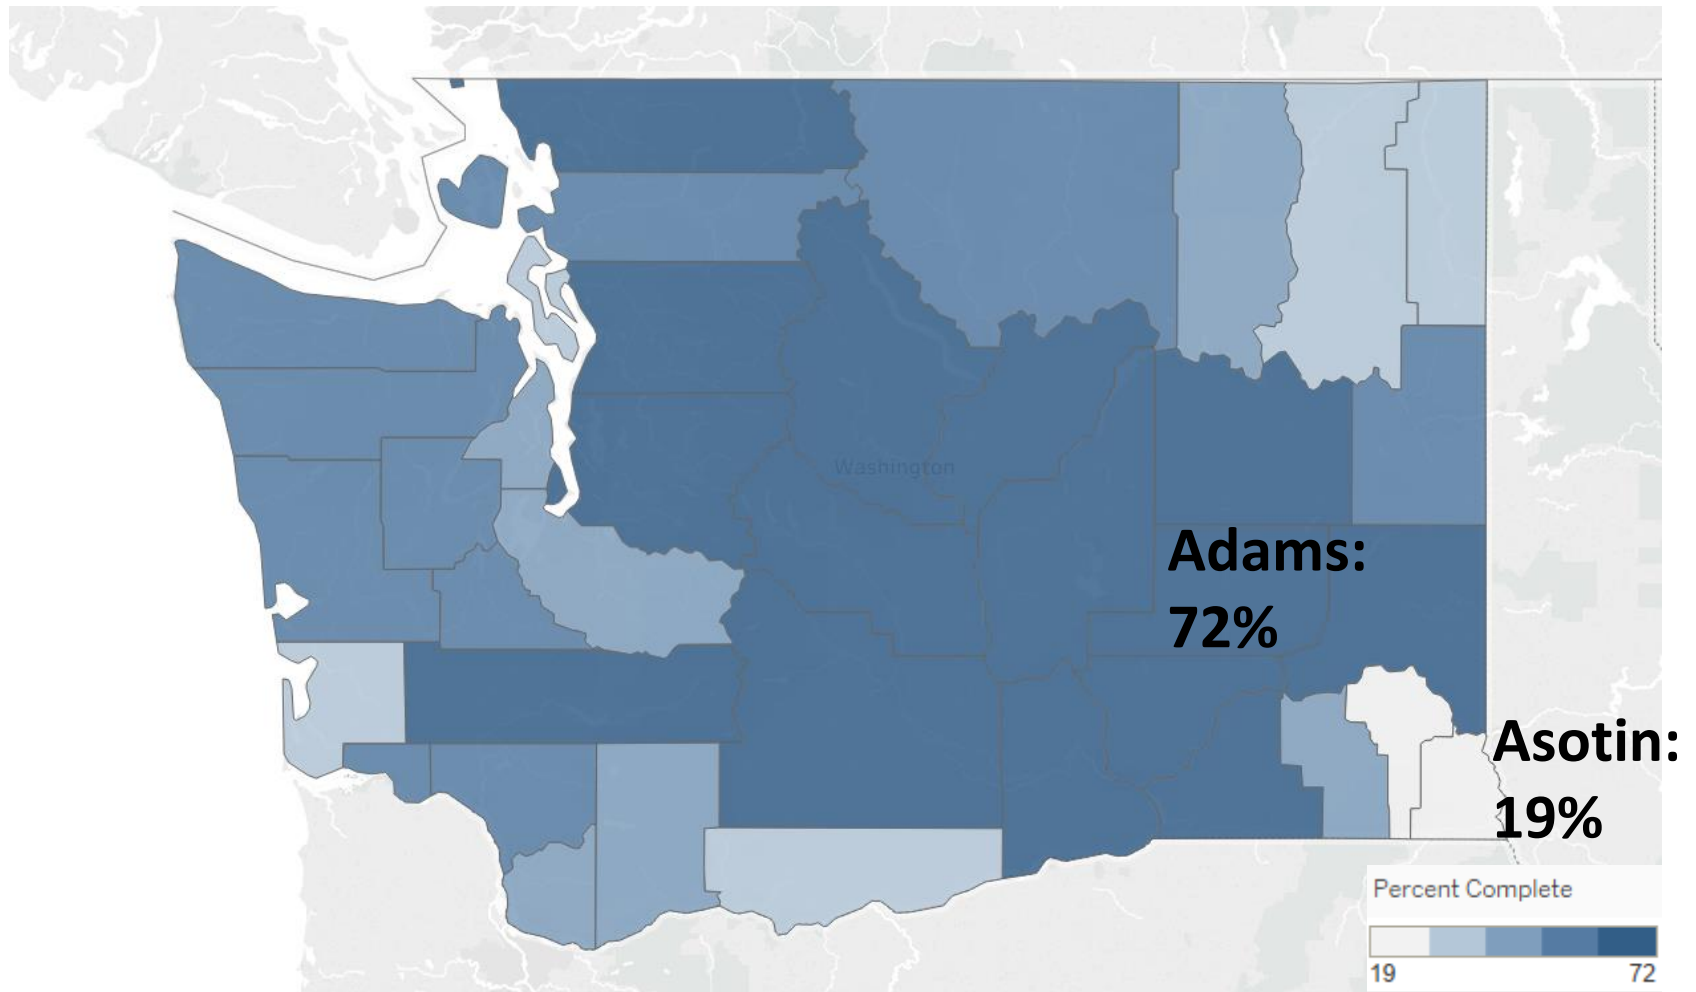 Washington
Adams:
72%
Asotin:
19%
Percent Complete
19
72